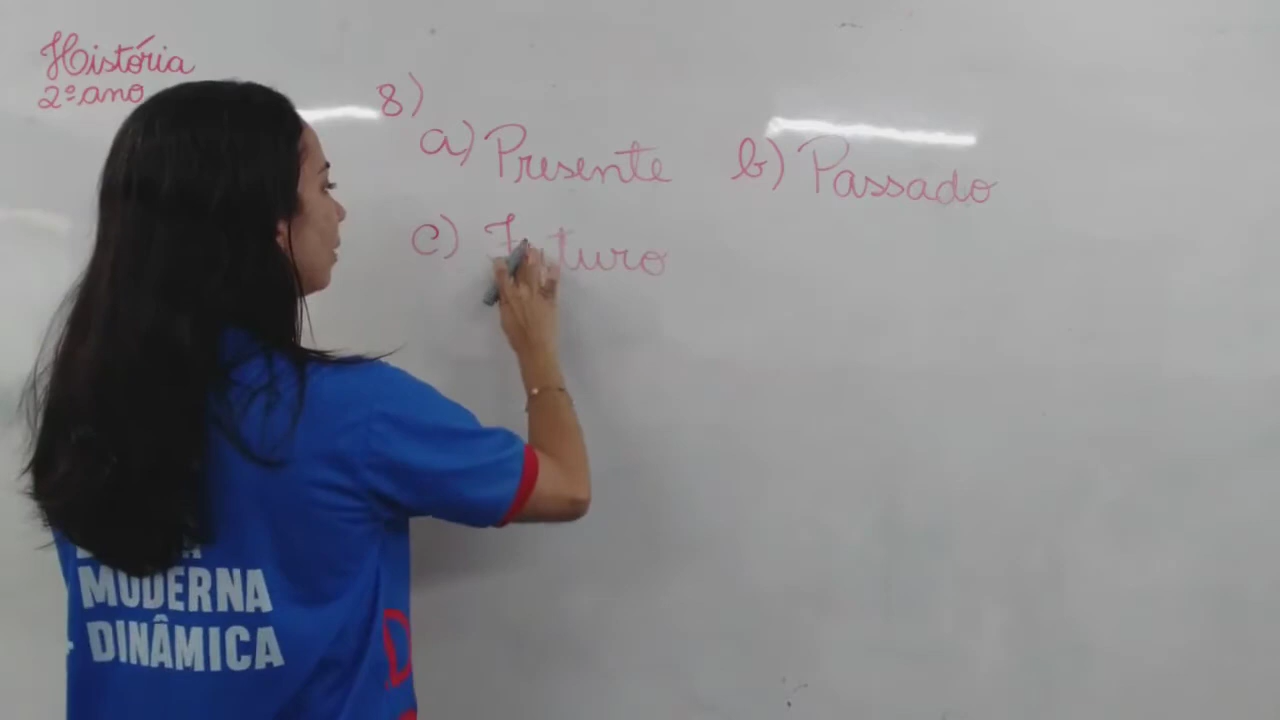 História
2º ano
8)
a) Presente b) Passado
c) Futuro
MODERNA
DINÂMICA
D